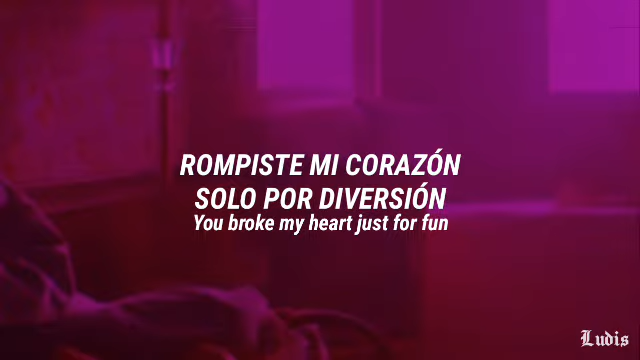 ROMPISTE MI CORAZÓN
SOLO POR DIVERSIÓN
You broke my heart just for fun
Ludis